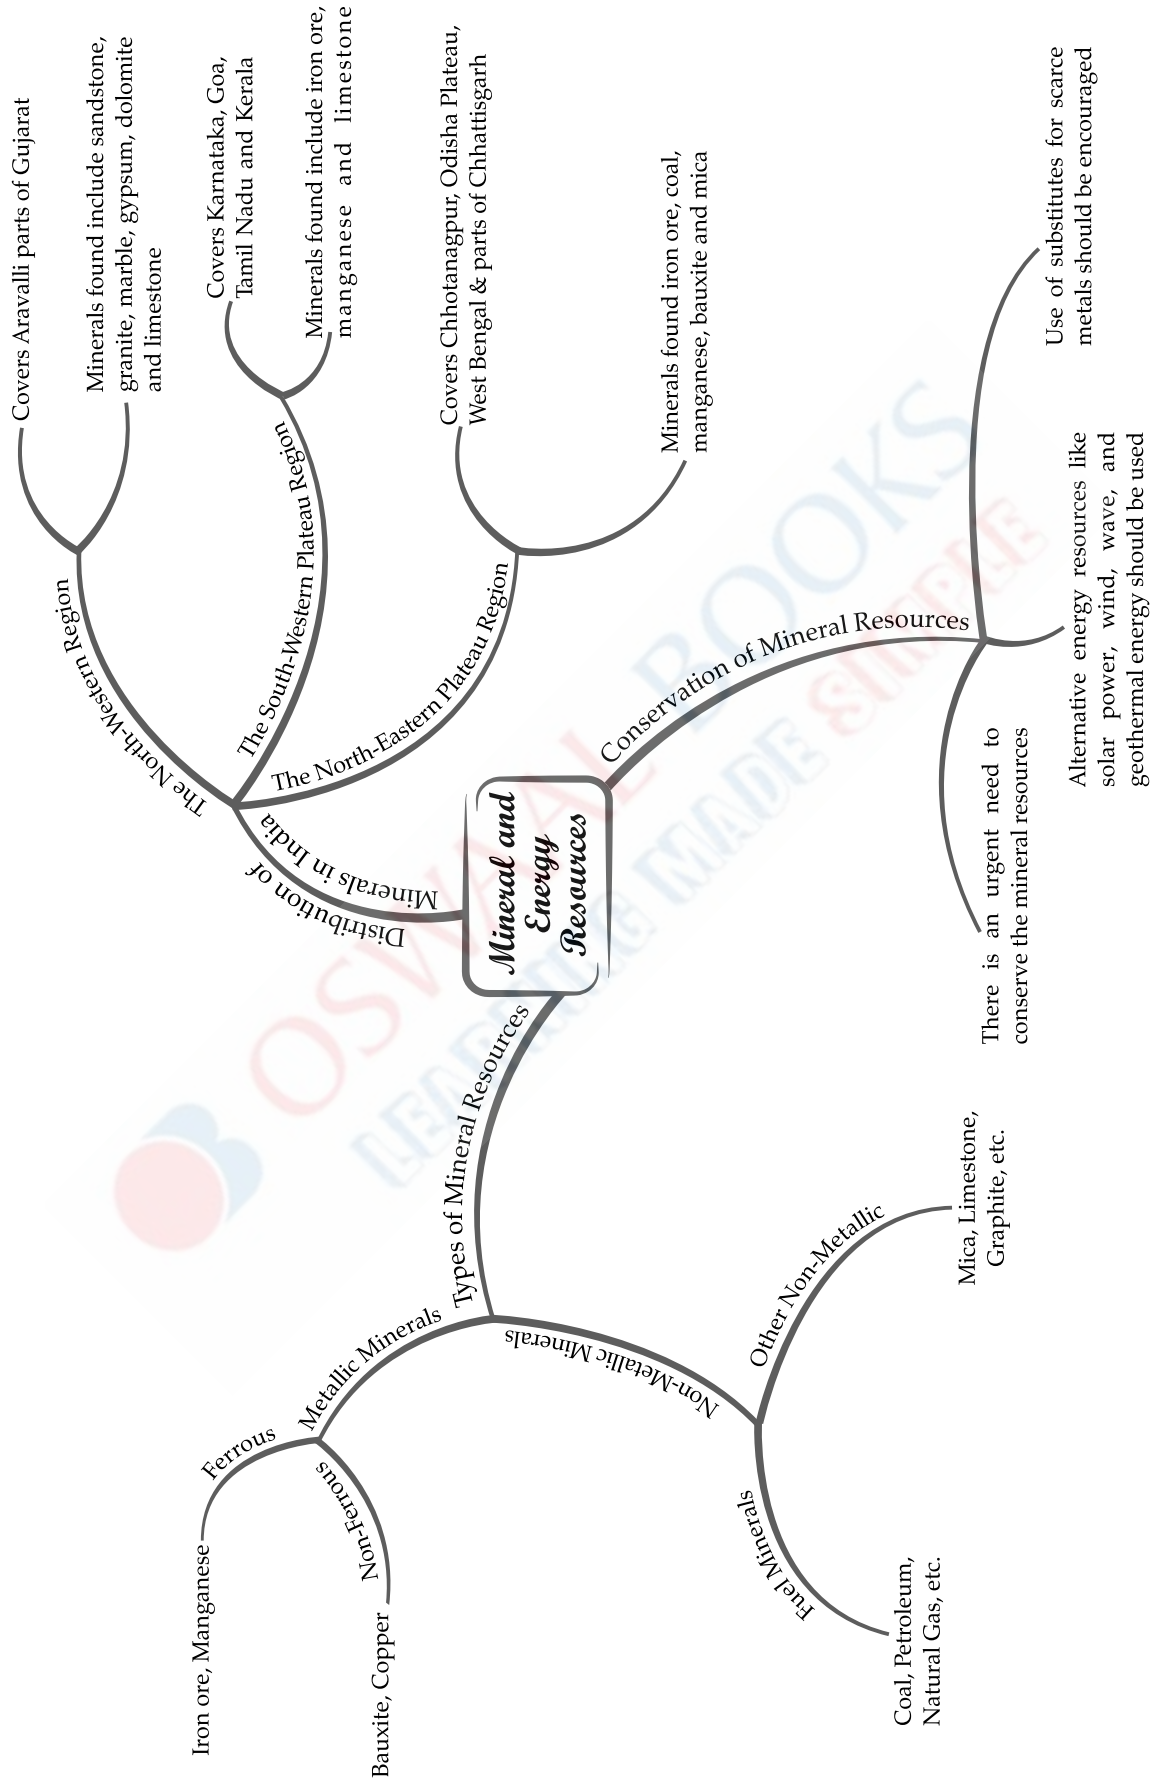 Mineral and
Energy
Resources
Types of Mineral Resources
Metallic Minerals
Ferrous
Iron ore, Manganese
Non-Ferrous
Bauxite, Copper
Non-Metallic Minerals
Fuel Minerals
Coal, Petroleum,
Natural Gas, etc.
Other Non-Metallic
Mica, Limestone,
Graphite, etc.
Distribution of
Minerals in India
The North-Western Region
Covers Aravalli parts of Gujarat
Minerals found include sandstone,
granite, marble, gypsum, dolomite
and limestone
The South-Western Plateau Region
Covers Karnataka, Goa,
Tamil Nadu and Kerala
Minerals found include iron ore,
manganese and limestone
The North-Eastern Plateau Region
Covers Chhotanagpur, Odisha Plateau,
West Bengal & parts of Chhattisgarh
Minerals found iron ore, coal,
manganese, bauxite and mica
Conservation of Mineral Resources
There is an urgent need to
conserve the mineral resources
Alternative energy resources like
solar power, wind, wave, and
geothermal energy should be used
Use of substitutes for scarce
metals should be encouraged
OSWAAL BOOKS
LEARNING MADE SIMPLE